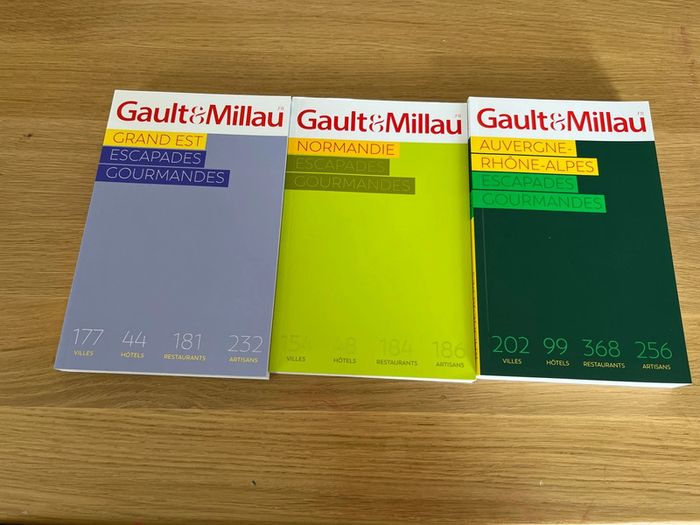 Gault&Millau
GRAND EST
ESCAPADES
GOURMANDES
177 44 181 232
VILLES HÔTELS RESTAURANTS ARTISANS
Gault&Millau
NORMANDIE
ESCAPADES
GOURMANDES
154 48 184 186
VILLES HÔTELS RESTAURANTS ARTISANS
Gault&Millau
AUVERGNE-
RHÔNE-ALPES
ESCAPADES
GOURMANDES
202 99 368 256
VILLES HÔTELS RESTAURANTS ARTISANS